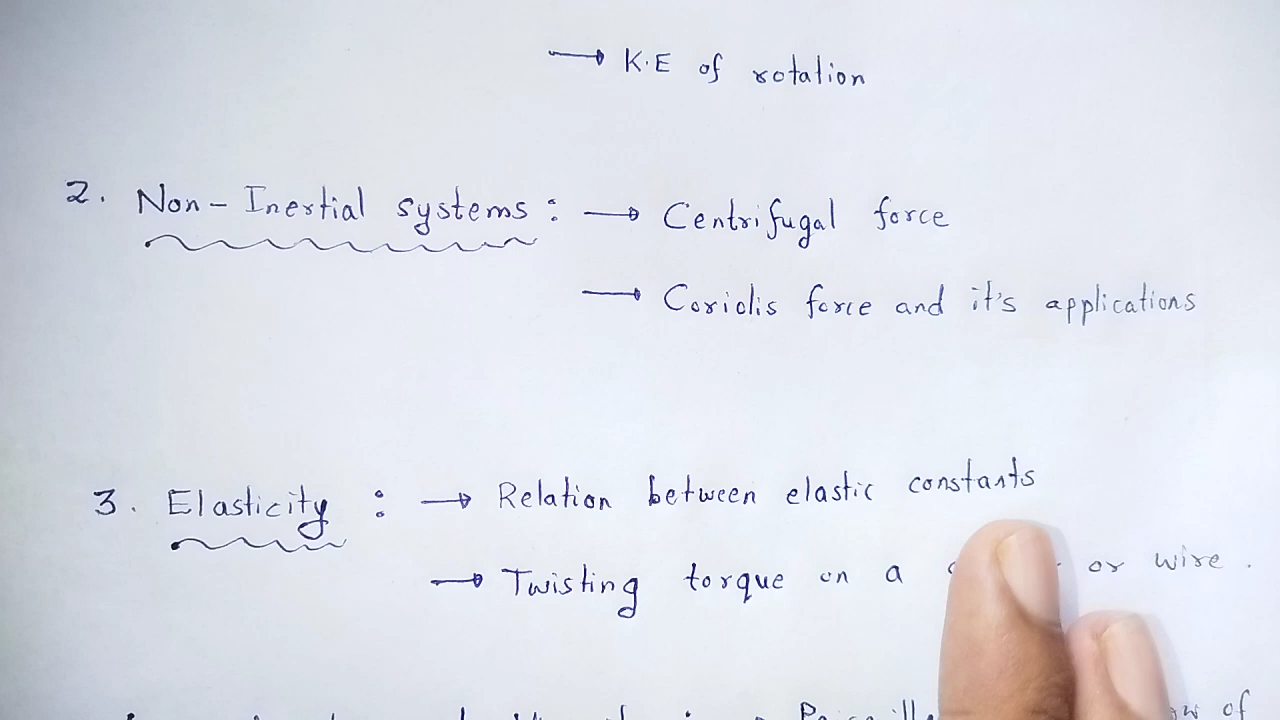 → K.E of rotation
2. Non-Inertial systems : → Centrifugal force
→ Coriolis force and it's applications
3. Elasticity : → Relation between elastic constants
→ Twisting torque on a or wire.
of